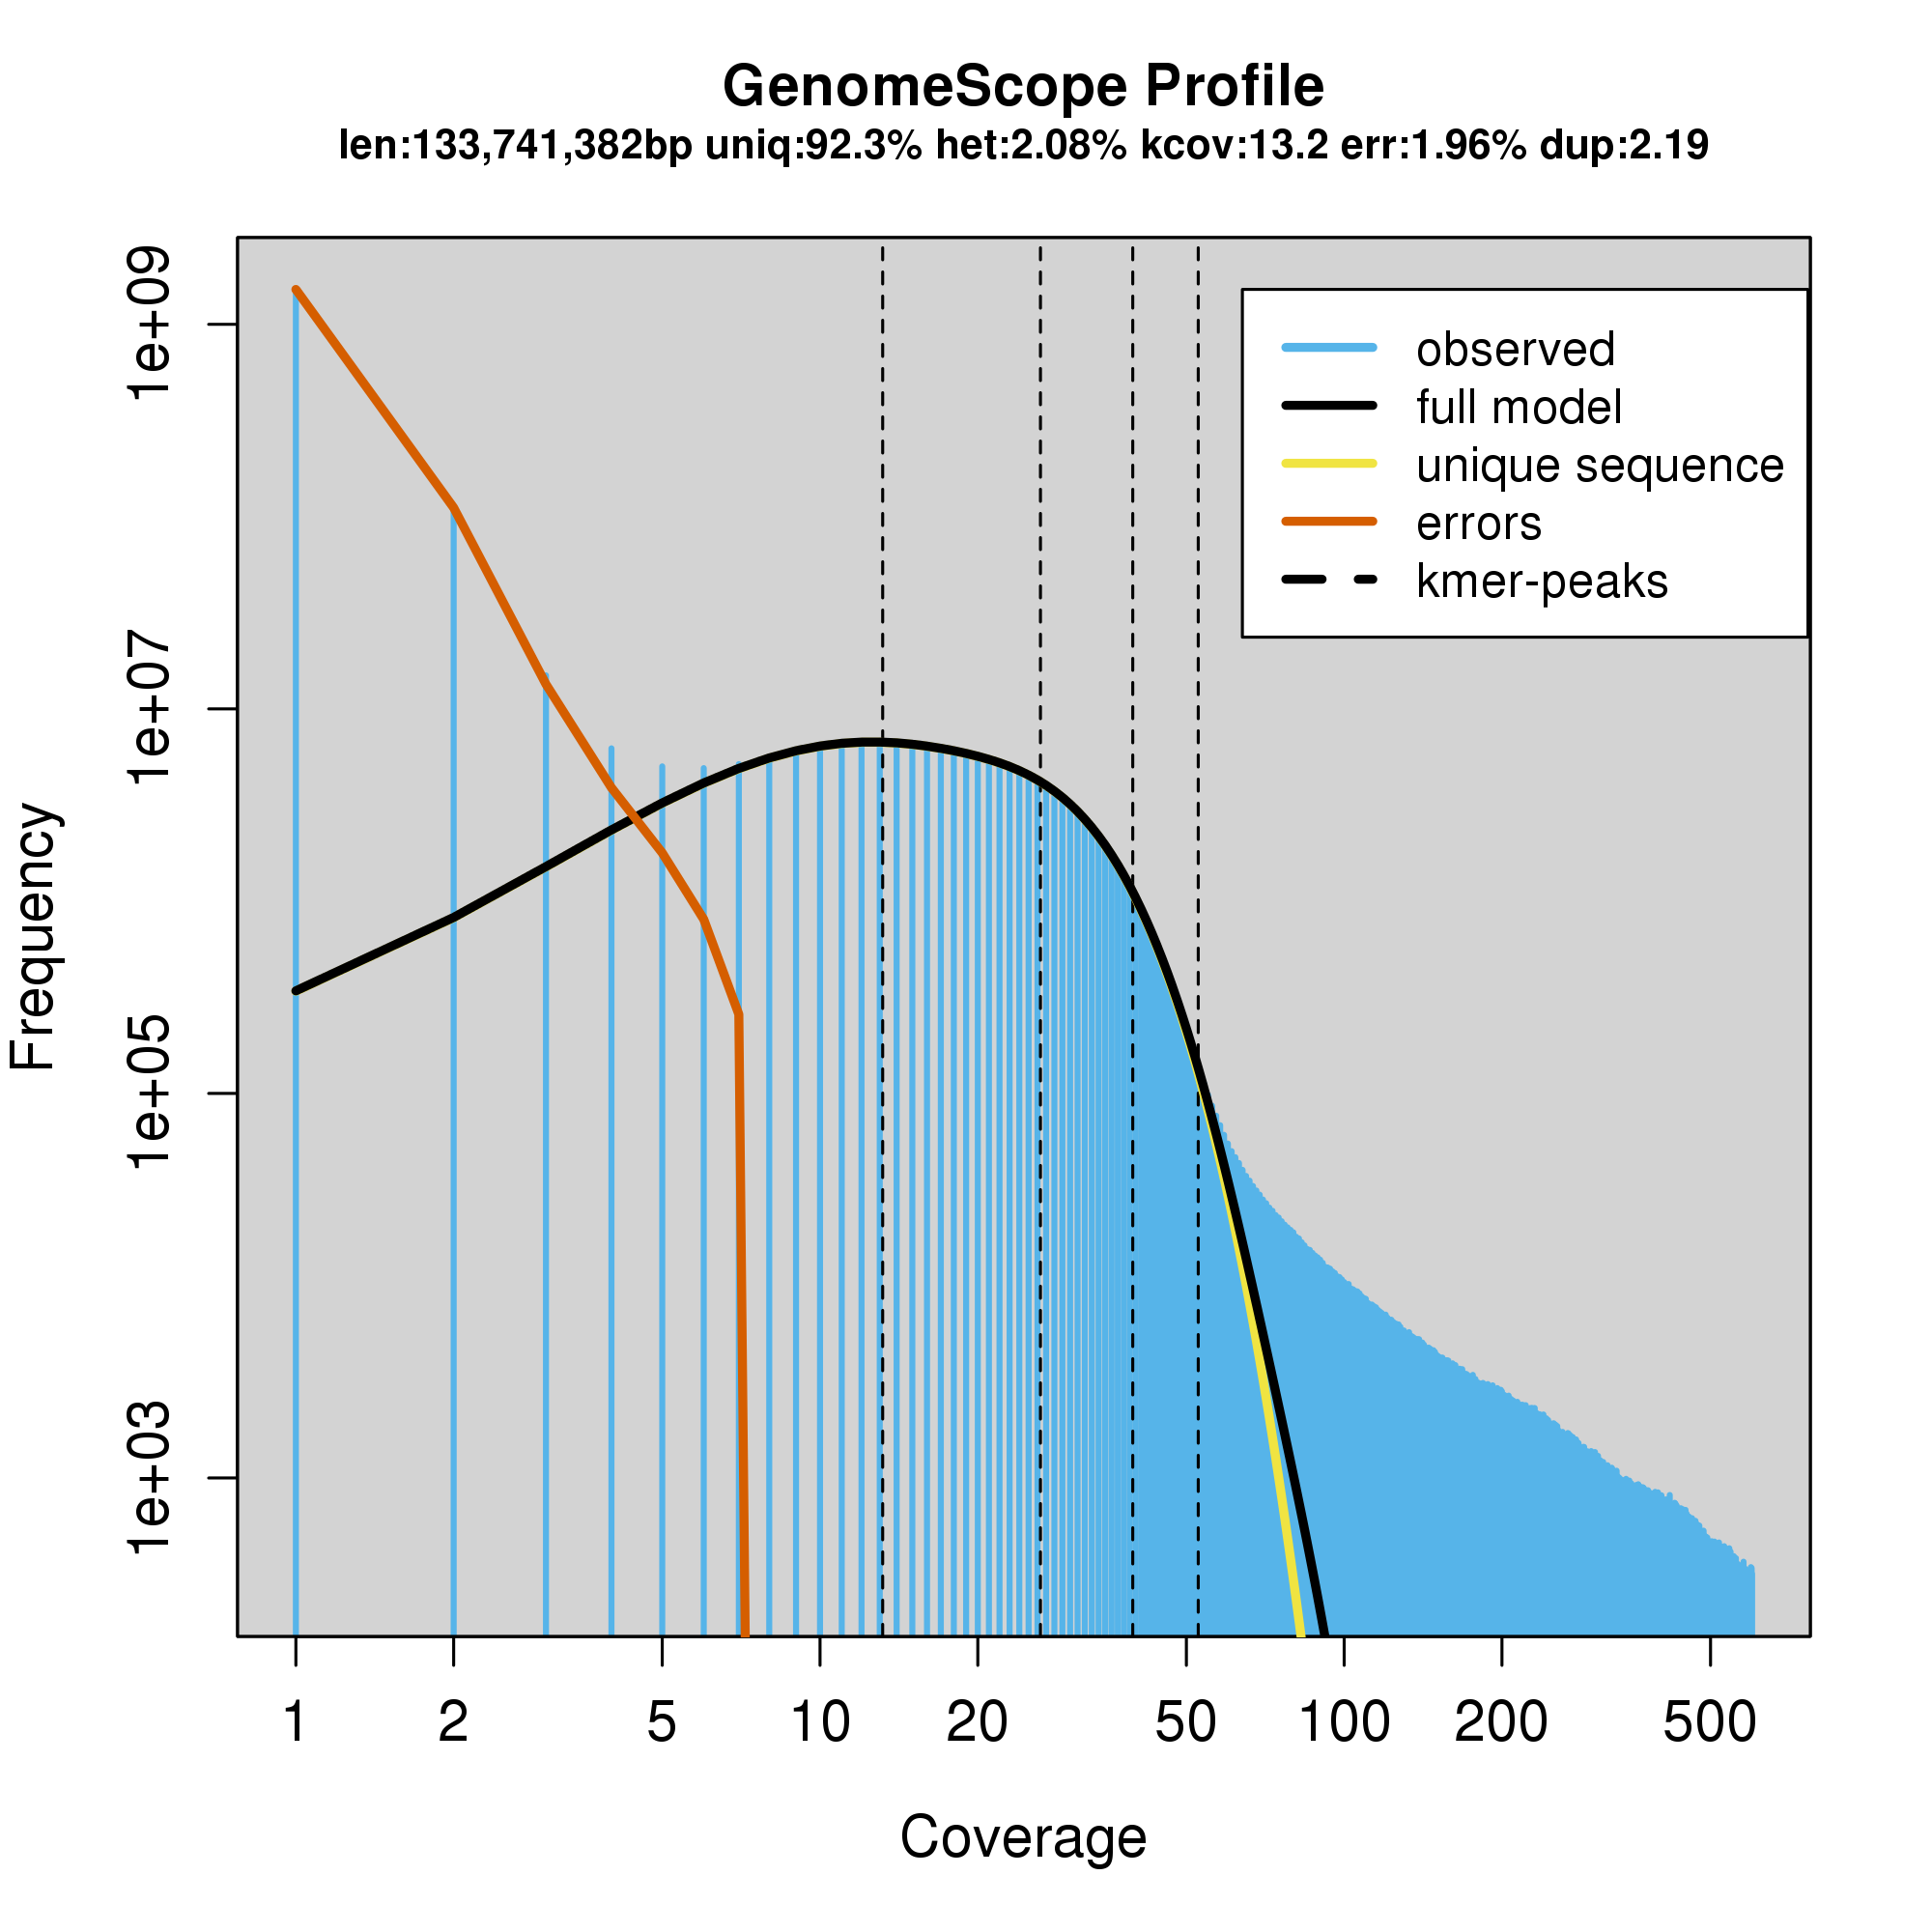 GenomeScope Profile
len:133,741,382bp uniq:92.3% het:2.08% kcov:13.2 err:1.96% dup:2.19
Frequency
1e+09
1e+07
1e+05
1e+03
observed
full model
unique sequence
errors
kmer-peaks
1 2 5 10 20 50 100 200 500
Coverage